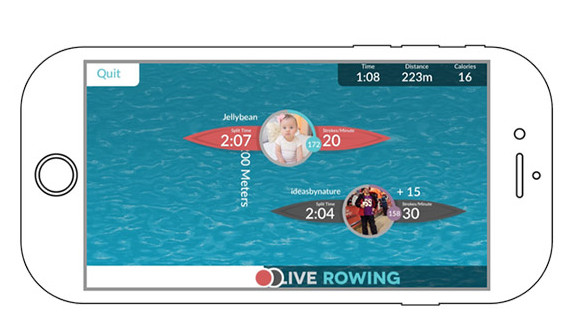 Quit
Time Distance Calories
1:08 223m 16
Jellybean
Split Time Strokes/Minute
2:07 172 20
00 Meters
ideasbynature + 15
Split Time Strokes/Minute
2:04 158 30
LIVE ROWING